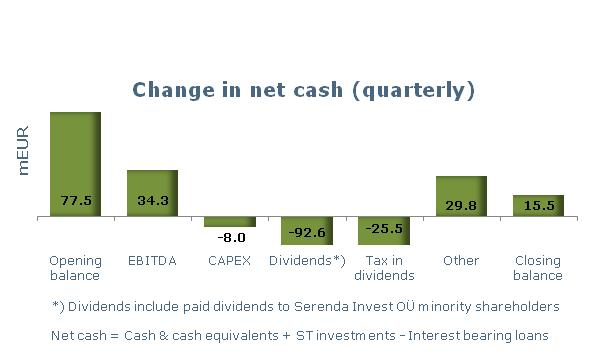 Change in net cash (quarterly)
mEUR
77.5
34.3
-8.0
-92.6
-25.5
29.8
15.5
Opening balance
EBITDA
CAPEX
Dividends*)
Tax in dividends
Other
Closing balance
*) Dividends include paid dividends to Serenda Invest OÜ minority shareholders
Net cash = Cash & cash equivalents + ST investments - Interest bearing loans